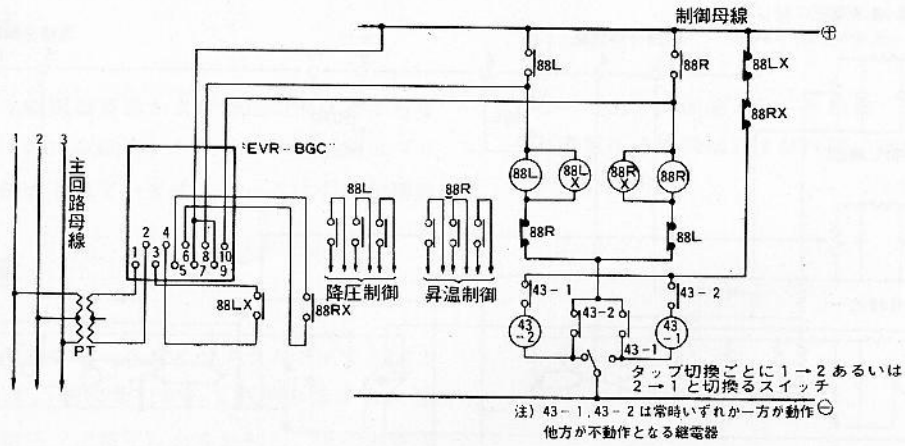 制御母線
⊕
88L
88R
88LX
88RX
1 2 3
主回路母線
"EVR-BGC"
88L
88L
X
88R
X
88R
88L
88R
2 4 6 8 10
1 3 5 7 9
88R
88L
降圧制御
昇温制御
88LX
88RX
PT
43-1
43-2
43
-2
43-2
43-1
43
-1
タップ切換ごとに1→2あるいは
2→1と切換るスイッチ
⊖
注) 43-1, 43-2は常時いずれか一方が動作
他方が不動作となる継電器